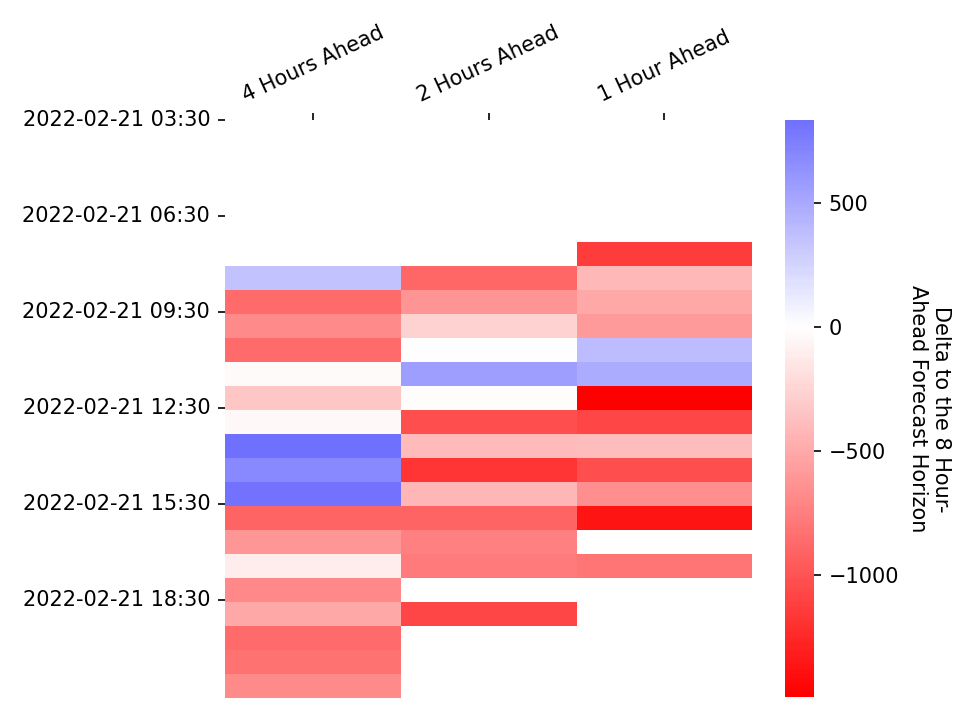 4 Hours Ahead
2 Hours Ahead
1 Hour Ahead
2022-02-21 03:30
2022-02-21 06:30
2022-02-21 09:30
2022-02-21 12:30
2022-02-21 15:30
2022-02-21 18:30
500
0
−500
−1000
Delta to the 8 Hour-
Ahead Forecast Horizon